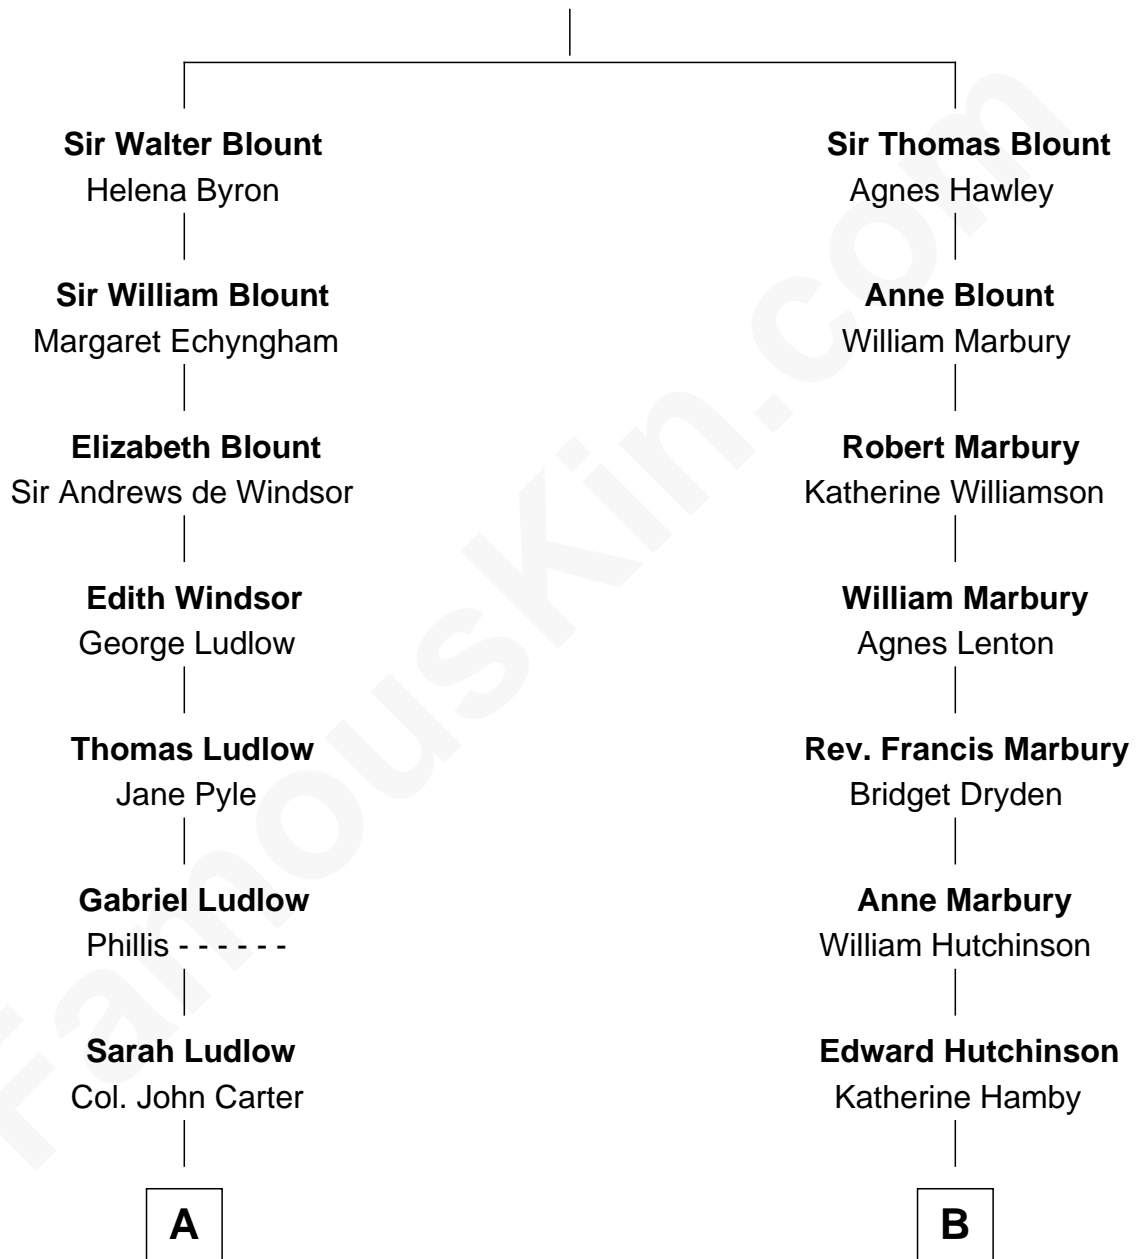 Sir Walter Blount
Helena Byron
Sir William Blount
Margaret Echyngham
Elizabeth Blount
Sir Andrews de Windsor
Edith Windsor
George Ludlow
Thomas Ludlow
Jane Pyle
Gabriel Ludlow
Phillis - - - - - -
Sarah Ludlow
Col. John Carter
A
Sir Thomas Blount
Agnes Hawley
Anne Blount
William Marbury
Robert Marbury
Katherine Williamson
William Marbury
Agnes Lenton
Rev. Francis Marbury
Bridget Dryden
Anne Marbury
William Hutchinson
Edward Hutchinson
Katherine Hamby
B
FamousKin.com